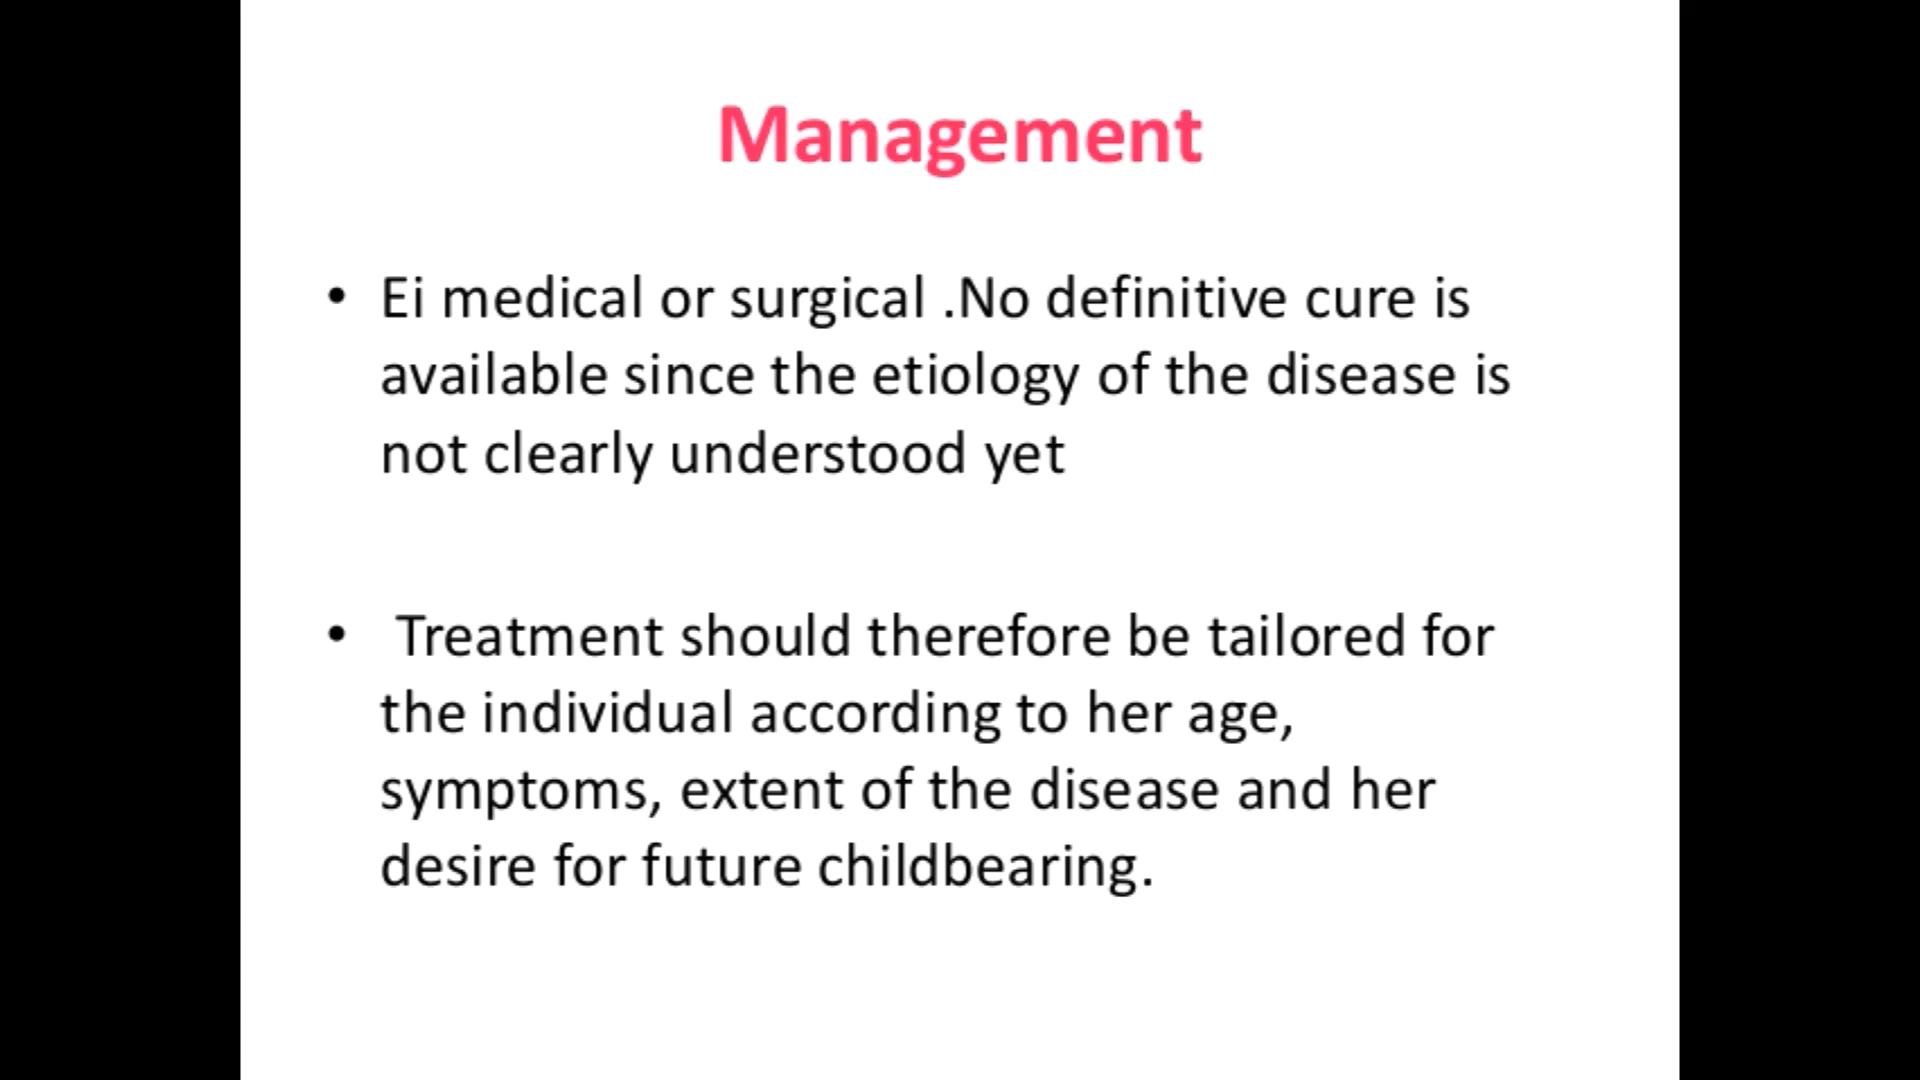 Management
• Ei medical or surgical .No definitive cure is
available since the etiology of the disease is
not clearly understood yet
• Treatment should therefore be tailored for
the individual according to her age,
symptoms, extent of the disease and her
desire for future childbearing.